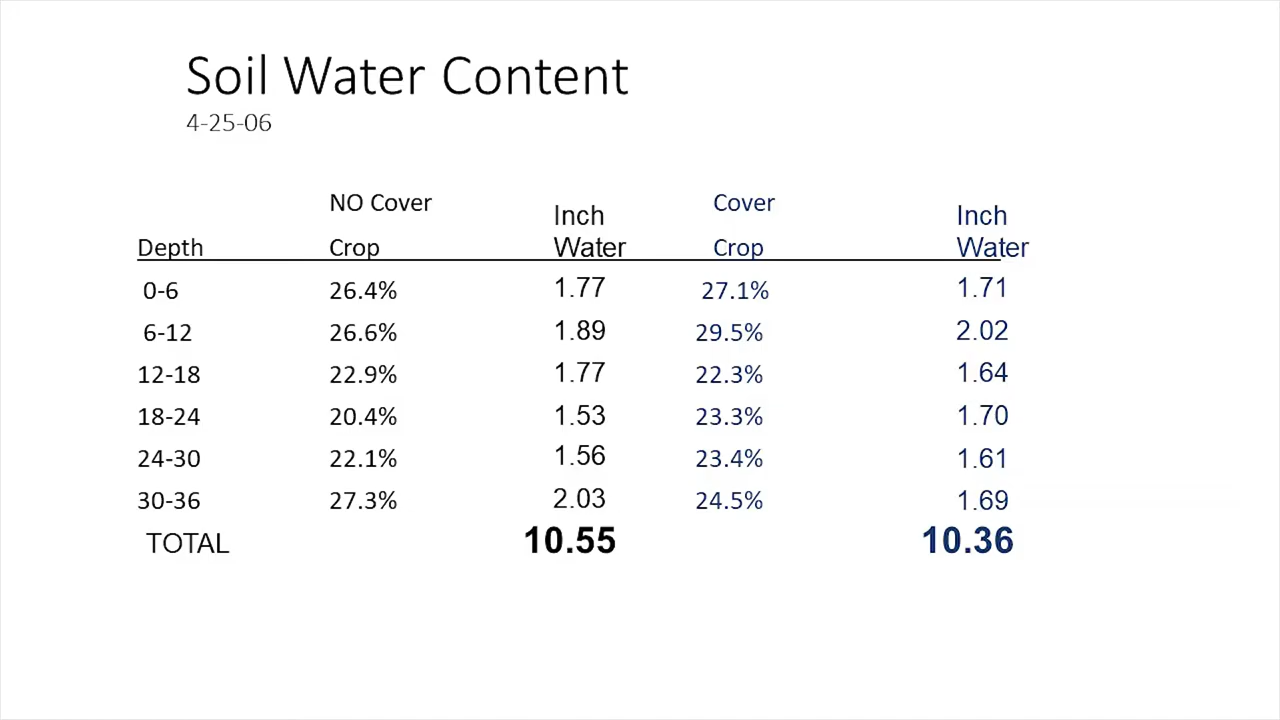 Soil Water Content
4-25-06
NO Cover Inch Cover Inch
Depth Crop Water Crop Water
0-6 26.4% 1.77 27.1% 1.71
6-12 26.6% 1.89 29.5% 2.02
12-18 22.9% 1.77 22.3% 1.64
18-24 20.4% 1.53 23.3% 1.70
24-30 22.1% 1.56 23.4% 1.61
30-36 27.3% 2.03 24.5% 1.69
TOTAL 10.55 10.36